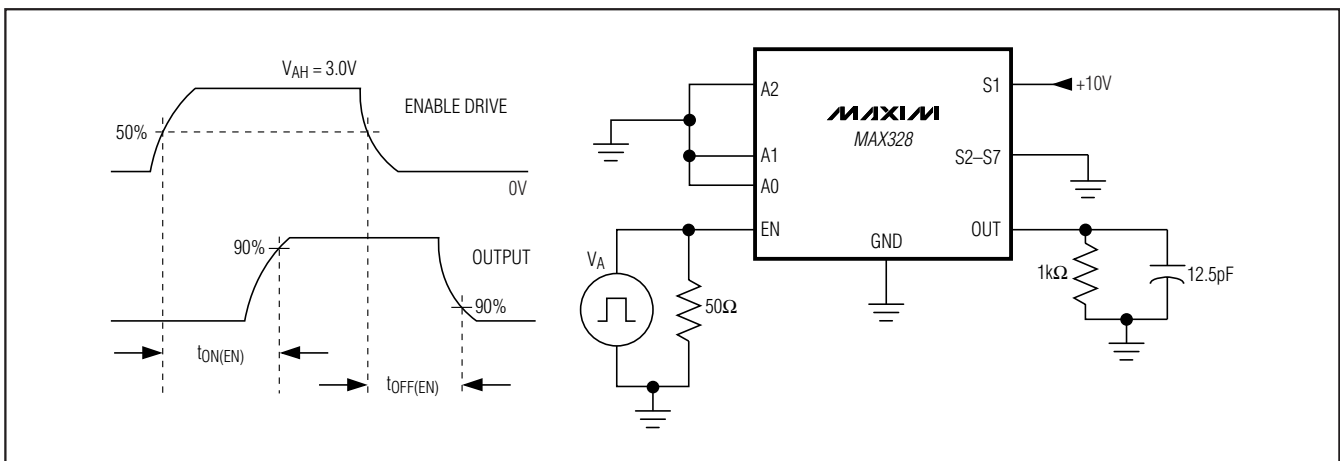 V_AH = 3.0V
ENABLE DRIVE
50%
0V
90%
OUTPUT
90%
t_ON(EN)
t_OFF(EN)
A2
S1
+10V
MAXIM
MAX328
A1
S2–S7
A0
EN
OUT
GND
V_A
50Ω
1kΩ
12.5pF